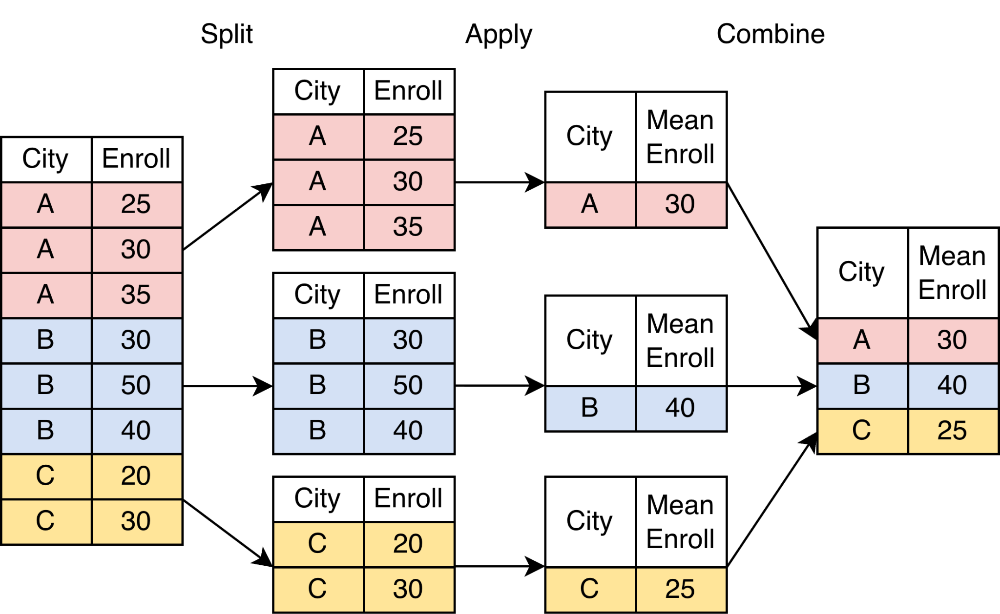 Split Apply Combine
City Enroll
A 25
A 30
A 35
B 30
B 50
B 40
C 20
C 30
City Enroll
A 25
A 30
A 35
City Enroll
B 30
B 50
B 40
City Enroll
C 20
C 30
City Mean
Enroll
A 30
City Mean
Enroll
B 40
City Mean
Enroll
C 25
City Mean
Enroll
A 30
B 40
C 25